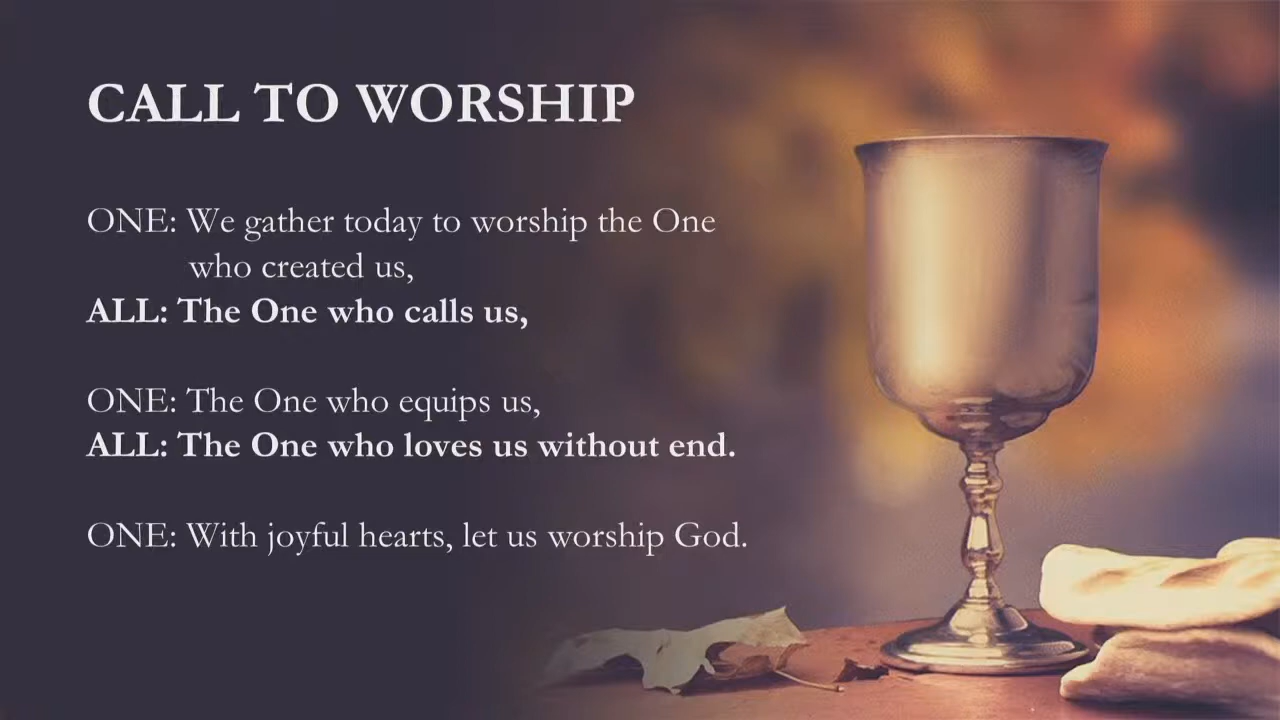 CALL TO WORSHIP
ONE: We gather today to worship the One
who created us,
ALL: The One who calls us,
ONE: The One who equips us,
ALL: The One who loves us without end.
ONE: With joyful hearts, let us worship God.